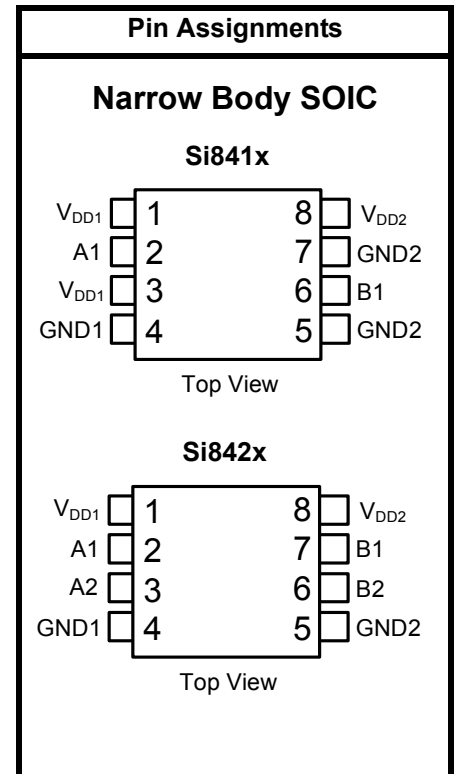 Pin Assignments
Narrow Body SOIC
Si841x
VDD1 1 8 VDD2
A1 2 7 GND2
VDD1 3 6 B1
GND1 4 5 GND2
Top View
Si842x
VDD1 1 8 VDD2
A1 2 7 B1
A2 3 6 B2
GND1 4 5 GND2
Top View